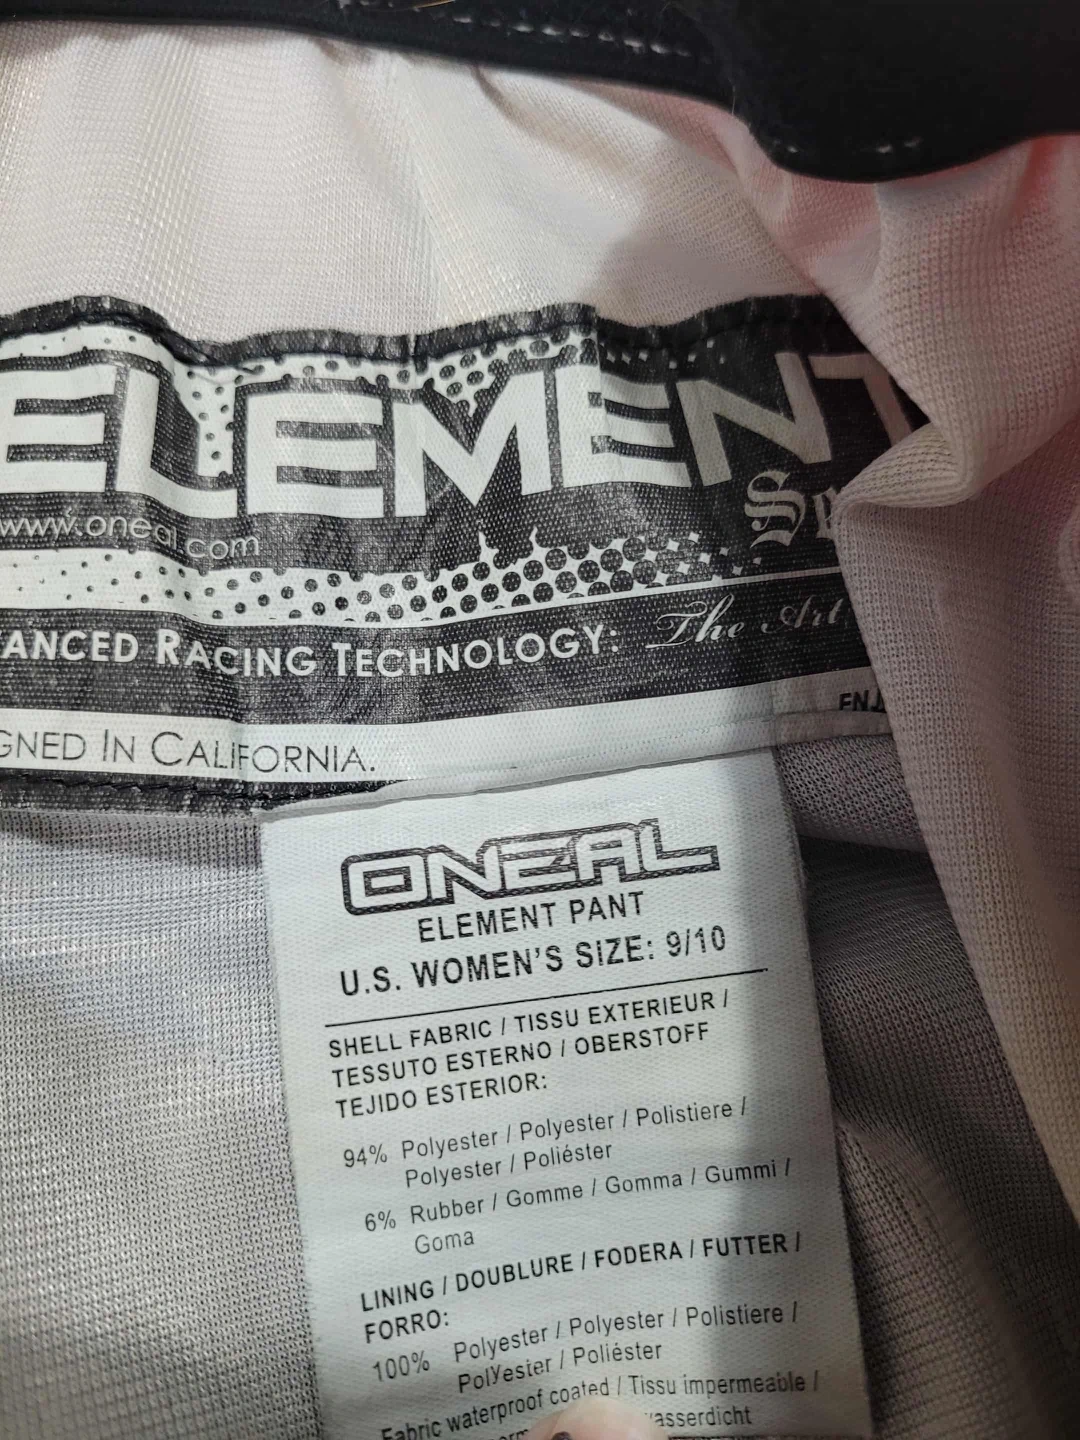 ELEMENT
www.oneal.com
ANCED RACING TECHNOLOGY: The Art
GNED IN CALIFORNIA.
ONEAL
ELEMENT PANT
U.S. WOMEN'S SIZE: 9/10
SHELL FABRIC / TISSU EXTERIEUR /
TESSUTO ESTERNO / OBERSTOFF
TEJIDO ESTERIOR:
94% Polyester / Polyester / Polistiere /
Polyester / Poliéster
6% Rubber / Gomme / Gomma / Gummi /
Goma
LINING / DOUBLURE / FODERA / FUTTER /
FORRO:
100% Polyester / Polyester / Polistiere /
PolYester / Poliéster
Fabric waterproof coated / Tissu impermeable /
wasserdicht